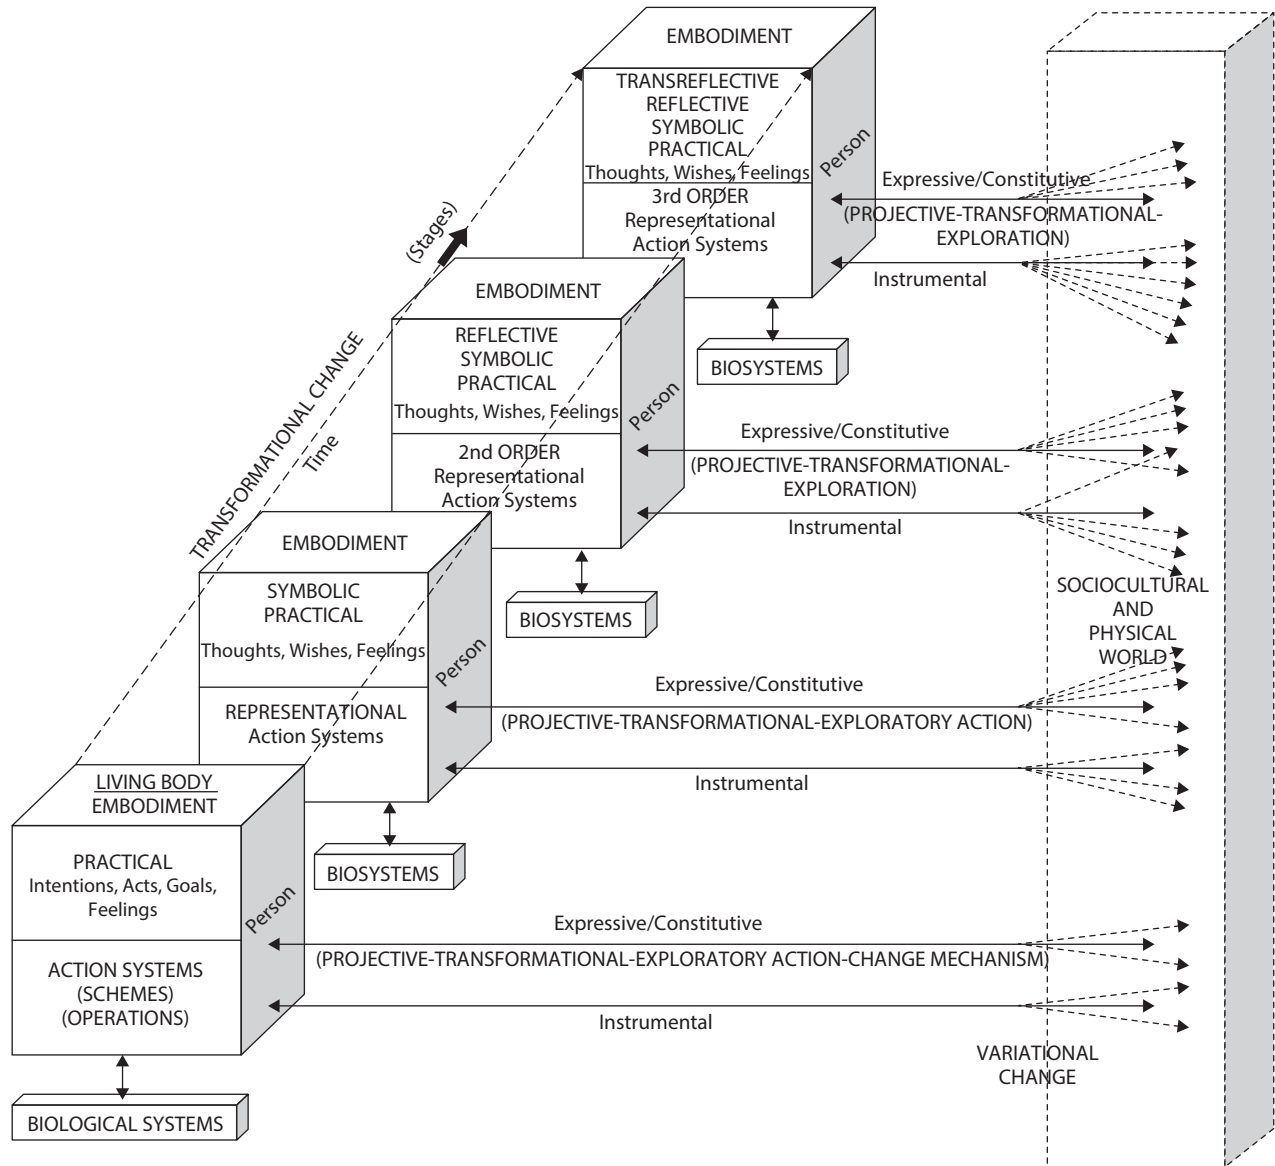 EMBODIMENT
TRANSREFLECTIVE
REFLECTIVE
SYMBOLIC
PRACTICAL
Thoughts, Wishes, Feelings
3rd ORDER
Representational
Action Systems
Person
Expressive/Constitutive
(PROJECTIVE-TRANSFORMATIONAL-
EXPLORATION)
Instrumental
BIOSYSTEMS
(Stages)
TRANSFORMATIONAL CHANGE
Time
EMBODIMENT
REFLECTIVE
SYMBOLIC
PRACTICAL
Thoughts, Wishes, Feelings
2nd ORDER
Representational
Action Systems
Person
Expressive/Constitutive
(PROJECTIVE-TRANSFORMATIONAL-
EXPLORATION)
Instrumental
BIOSYSTEMS
SOCIOCULTURAL
AND
PHYSICAL
WORLD
EMBODIMENT
SYMBOLIC
PRACTICAL
Thoughts, Wishes, Feelings
REPRESENTATIONAL
Action Systems
Person
Expressive/Constitutive
(PROJECTIVE-TRANSFORMATIONAL-EXPLORATORY ACTION)
Instrumental
BIOSYSTEMS
LIVING BODY
EMBODIMENT
PRACTICAL
Intentions, Acts, Goals,
Feelings
ACTION SYSTEMS
(SCHEMES)
(OPERATIONS)
Person
Expressive/Constitutive
(PROJECTIVE-TRANSFORMATIONAL-EXPLORATORY ACTION-CHANGE MECHANISM)
Instrumental
VARIATIONAL
CHANGE
BIOLOGICAL SYSTEMS